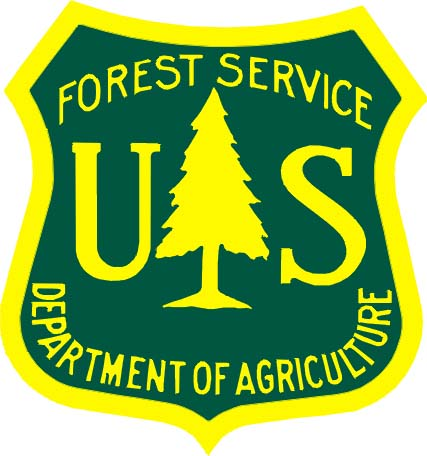 FOREST SERVICE
U S
DEPARTMENT OF AGRICULTURE